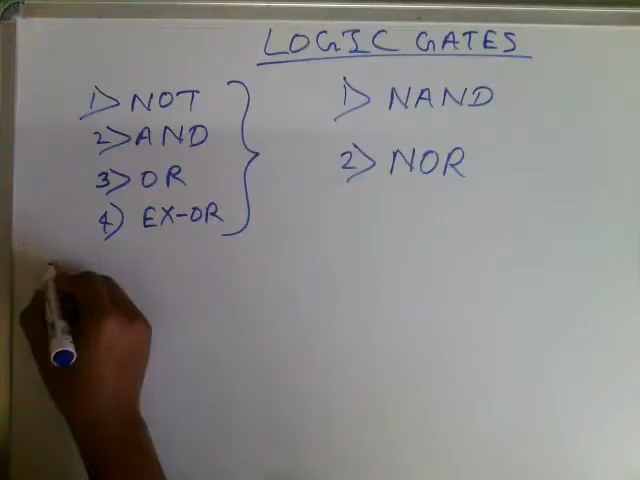 LOGIC GATES
1> NOT
2> AND
3> OR
4) EX-OR
1> NAND
2> NOR